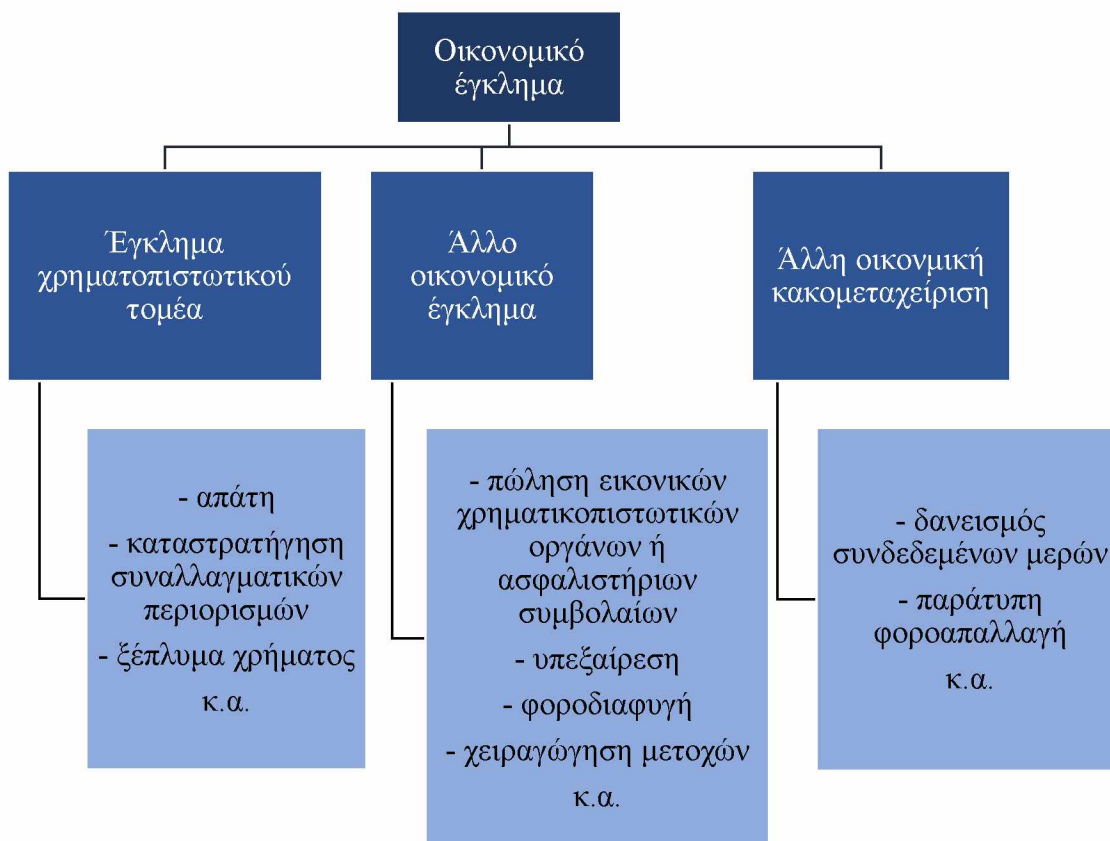 Οικονομικό
έγκλημα
Έγκλημα
χρηματοπιστωτικού
τομέα
Άλλο
οικονομικό
έγκλημα
Άλλη οικονμική
κακομεταχείριση
- απάτη
- καταστρατήγηση
συναλλαγματικών
περιορισμών
- ξέπλυμα χρήματος
κ.α.
- πώληση εικονικών
χρηματικοπιστωτικών
οργάνων ή
ασφαλιστήριων
συμβολαίων
- υπεξαίρεση
- φοροδιαφυγή
- χειραγώγηση μετοχών
κ.α.
- δανεισμός
συνδεδεμένων μερών
- παράτυπη
φοροαπαλλαγή
κ.α.